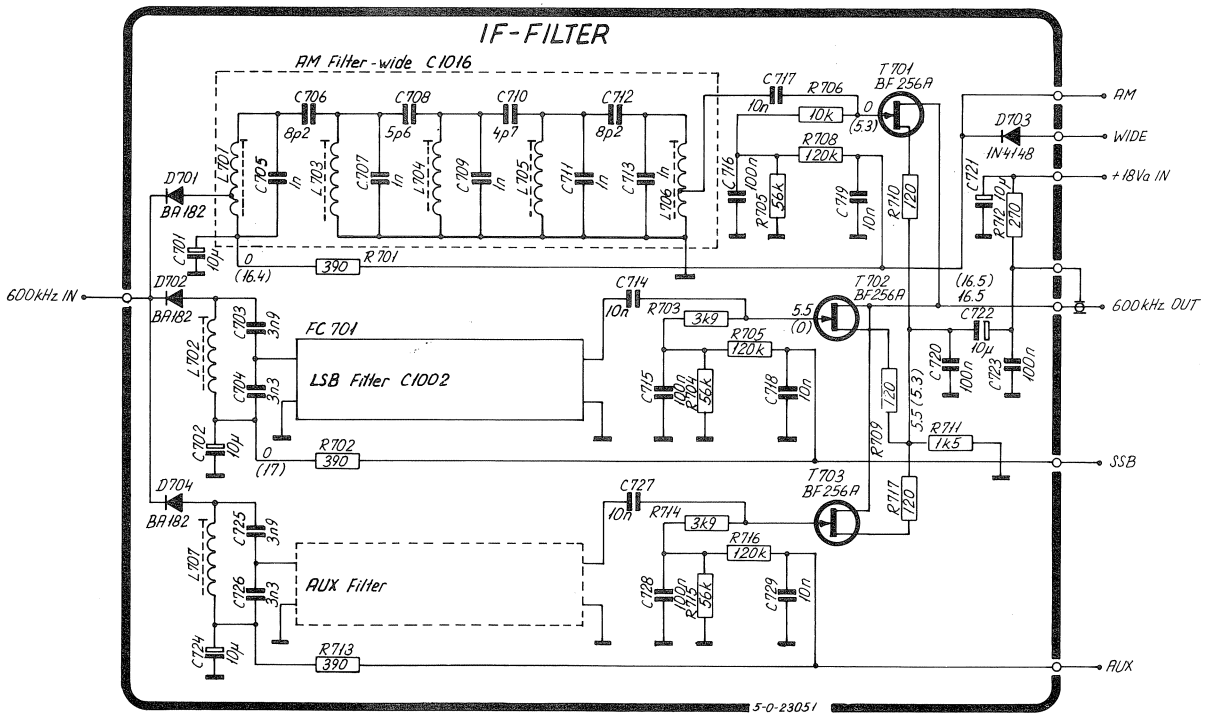 IF-FILTER
AM Filter-wide C1016
C706
8p2
C708
5p6
C710
4p7
C712
8p2
L701
C705
1n
L703
C707
1n
L704
C709
1n
L705
C711
1n
C713
1n
L706
D701
BA182
C701
10µ
0
(16.4)
R701
390
C717
10n
R706
10k
0
(5.3)
T701
BF256A
R708
120k
C716
100n
R705
56k
C719
10n
R710
120
AM
D703
1N4148
WIDE
+18Va IN
C721
10µ
R712
270
600kHz IN
D702
BA182
L702
C703
3n9
C704
3n3
C702
10µ
0
(17)
R702
390
FC 701
LSB Filter C1002
C714
10n
R703
3k9
R705
120k
C715
100n
R704
56k
C718
10n
5.5
(0)
T702
BF256A
(16.5)
16.5
600kHz OUT
C722
10µ
C720
100n
C723
100n
120
R709
5.5 (5.3)
R711
1k5
SSB
D704
BA182
L707
C725
3n9
C726
3n3
C724
10µ
R713
390
AUX Filter
C727
10n
R714
3k9
R716
120k
C728
100n
R715
56k
C729
10n
T703
BF256A
R717
120
AUX
5-0-23051